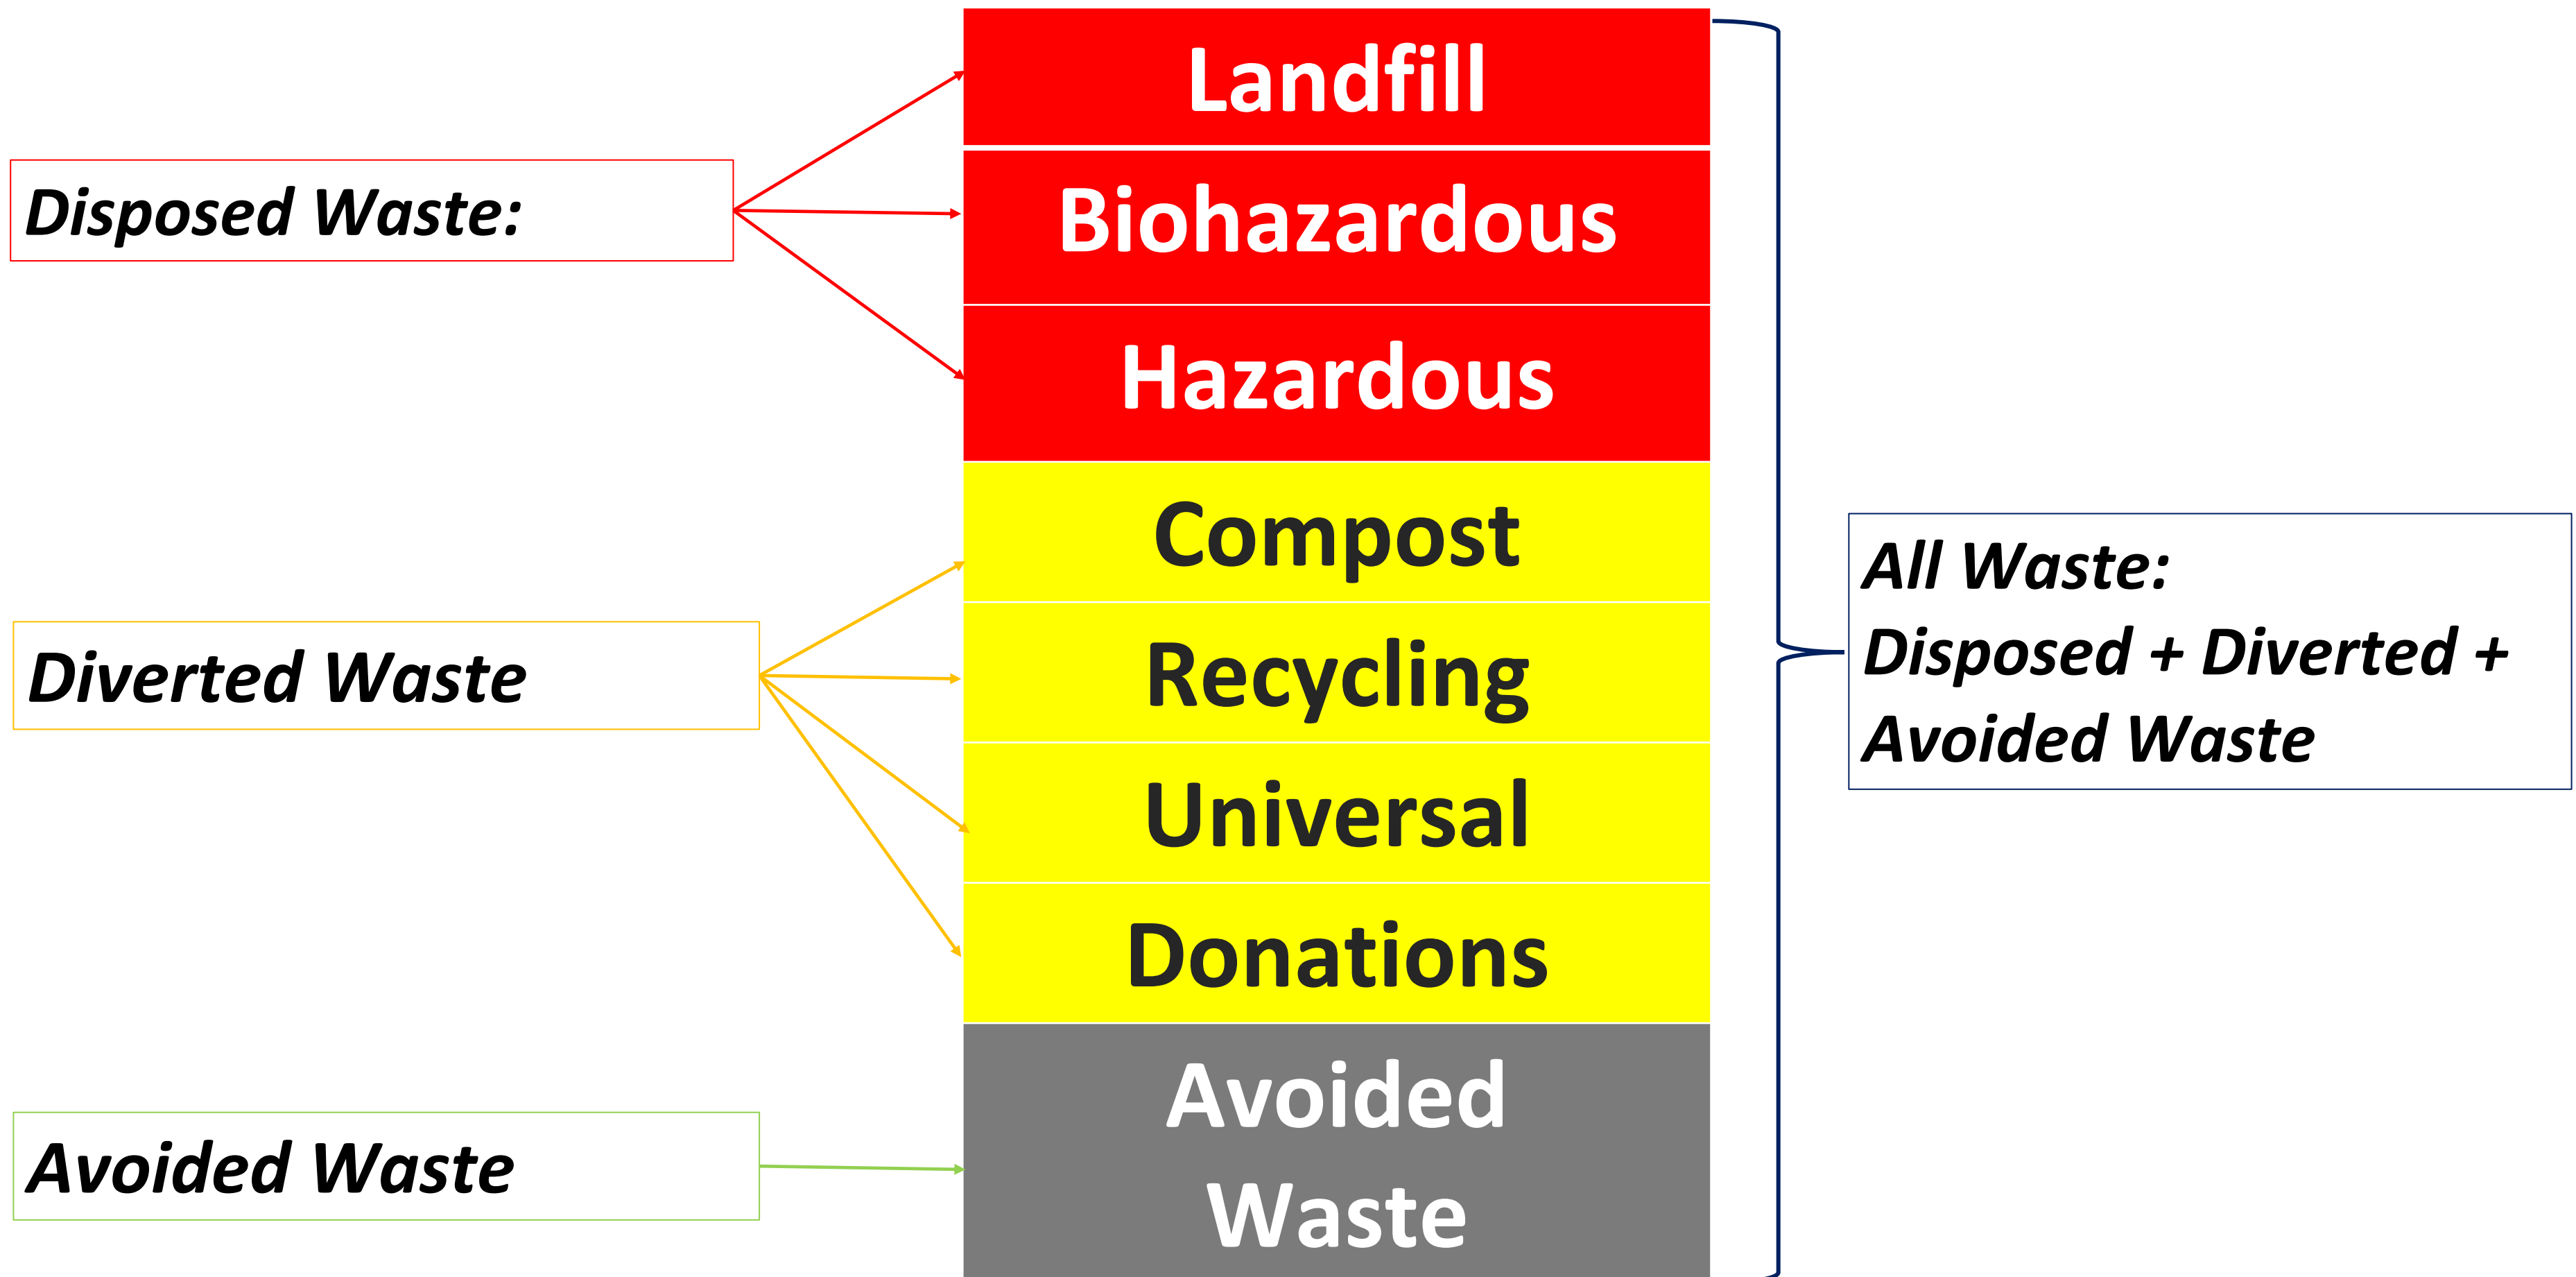 Landfill
Disposed Waste:
Biohazardous
Hazardous
Compost
Diverted Waste
Recycling
Universal
Donations
Avoided Waste
Avoided
Waste
All Waste:
Disposed + Diverted +
Avoided Waste